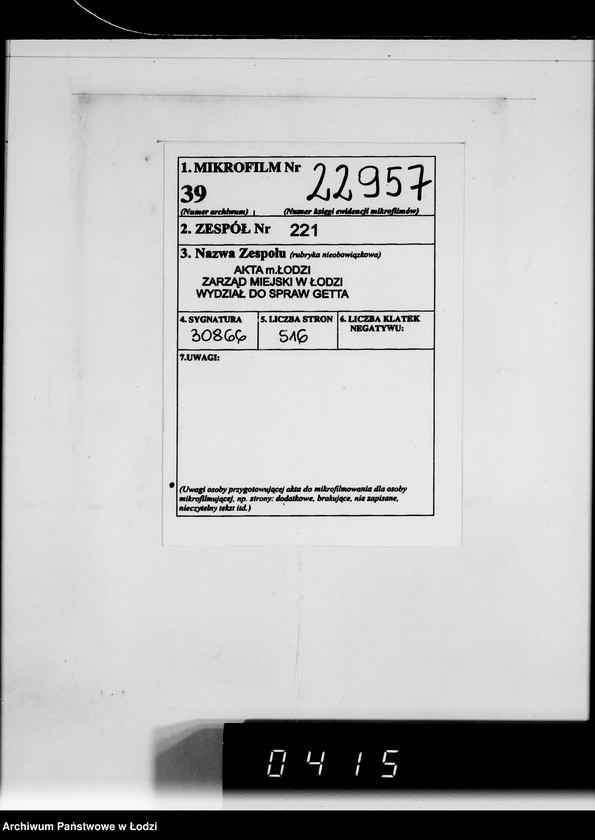 1. MIKROFILM Nr 22957
39
(Numer archiwum) (Numer księgi ewidencji mikrofilmów)
2. ZESPÓŁ Nr 221
3. Nazwa Zespołu (rubryka nieobowiązkowa)
AKTA m.ŁODZI
ZARZĄD MIEJSKI W ŁODZI
WYDZIAŁ DO SPRAW GETTA
4. SYGNATURA 5. LICZBA STRON 6. LICZBA KLATEK
NEGATYWU:
30866 516
7.UWAGI:
(Uwagi osoby przygotowującej akta do mikrofilmowania dla osoby
mikrofilmującej, np. strony: dodatkowe, brakujące, nie zapisane,
nieczytelny tekst itd.)
0415
Archiwum Państwowe w Łodzi